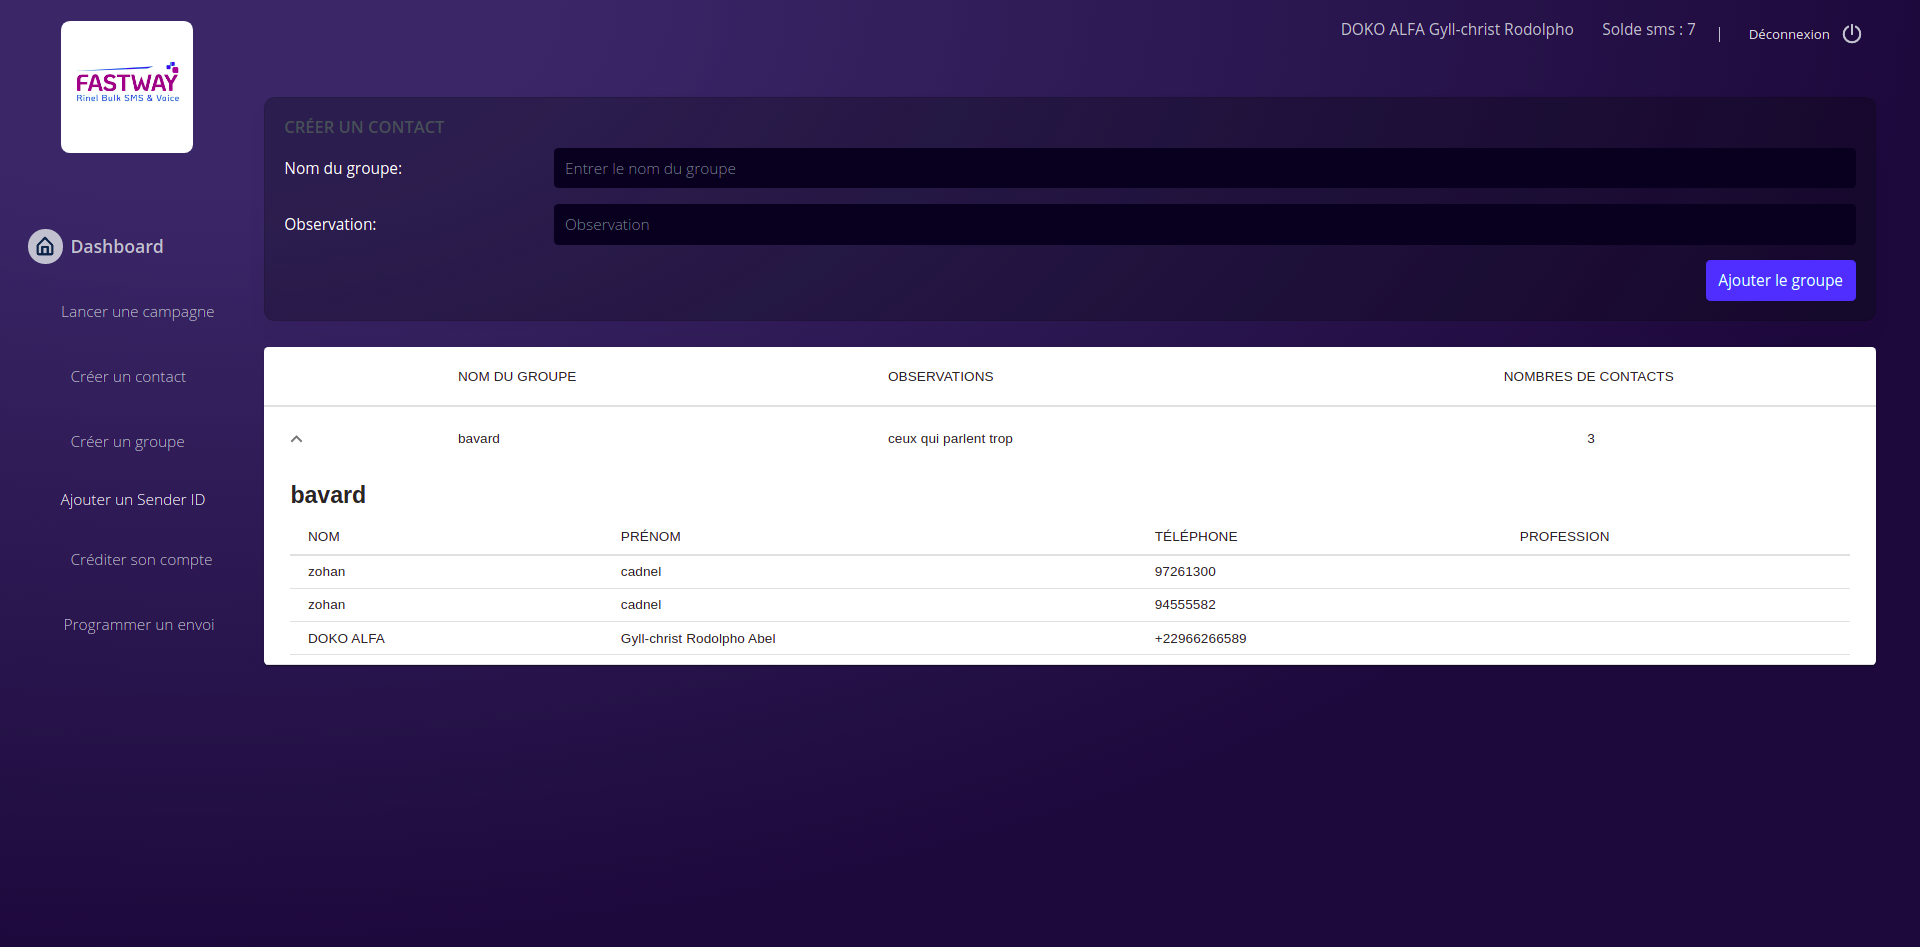 FASTWAY
Rinel Bulk SMS & Voice
DOKO ALFA Gyll-christ Rodolpho Solde sms : 7 | Déconnexion
Dashboard
Lancer une campagne
Créer un contact
Créer un groupe
Ajouter un Sender ID
Créditer son compte
Programmer un envoi
CRÉER UN CONTACT
Nom du groupe: Entrer le nom du groupe
Observation: Observation
Ajouter le groupe
NOM DU GROUPE OBSERVATIONS NOMBRES DE CONTACTS
bavard ceux qui parlent trop 3
bavard
NOM PRÉNOM TÉLÉPHONE PROFESSION
zohan cadnel 97261300
zohan cadnel 94555582
DOKO ALFA Gyll-christ Rodolpho Abel +22966266589